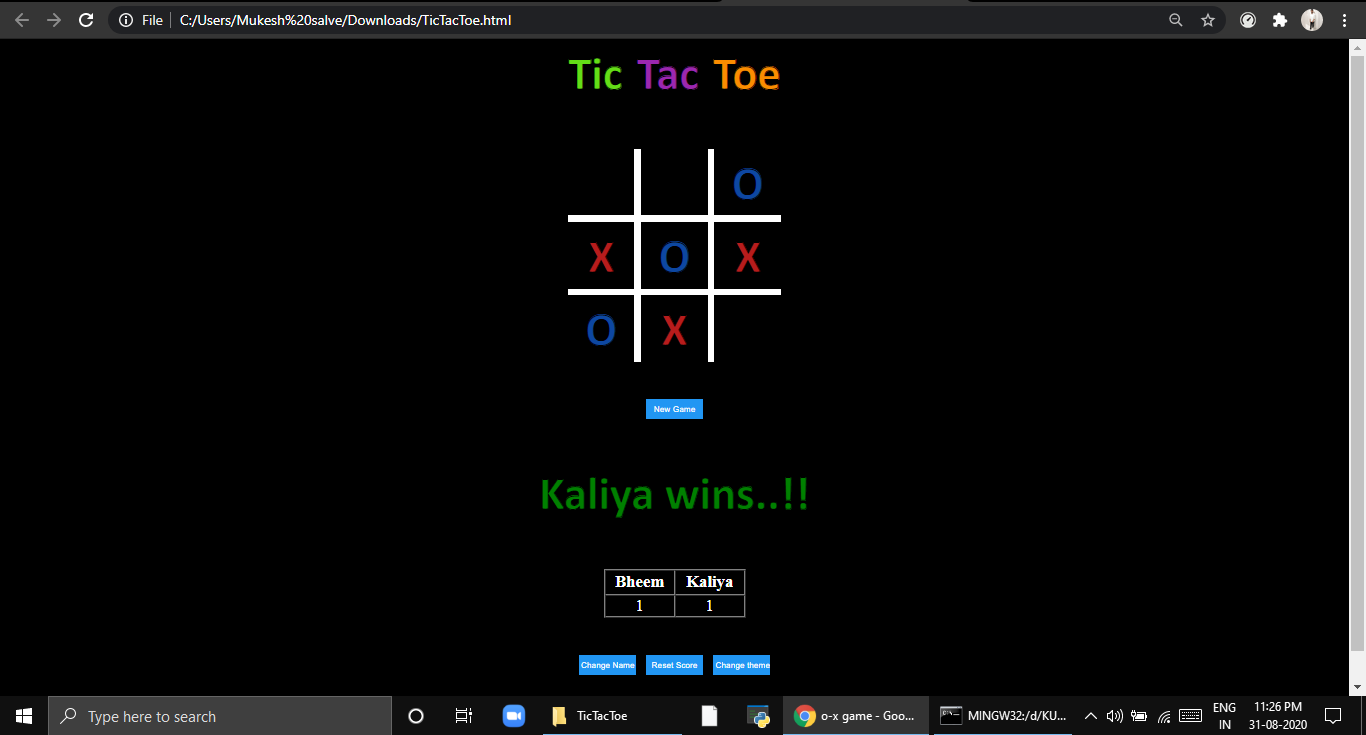 File C:/Users/Mukesh%20salve/Downloads/TicTacToe.html
Tic Tac Toe
O
X O X
O X
New Game
Kaliya wins..!!
Bheem Kaliya
1 1
Change Name Reset Score Change theme
Type here to search
TicTacToe
o-x game - Goo...
MINGW32:/d/KU...
ENG
IN
11:26 PM
31-08-2020